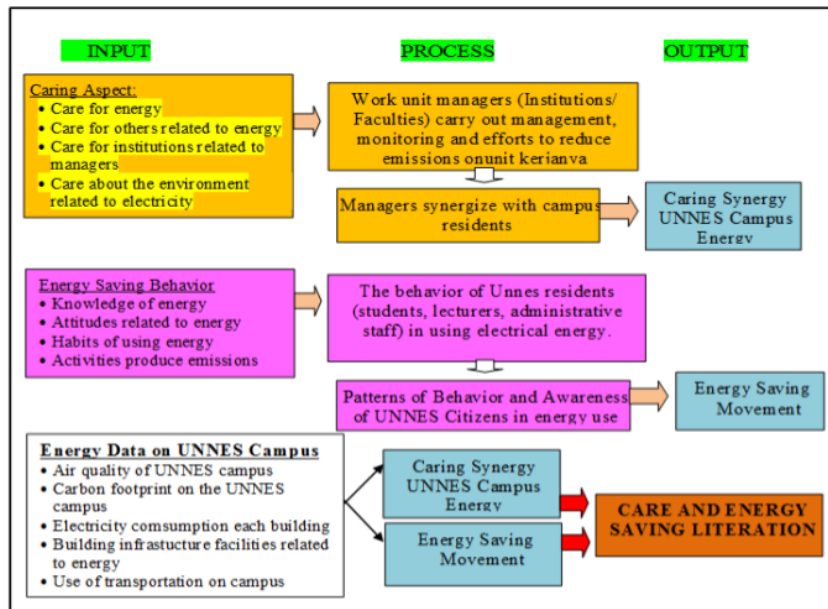 INPUT
PROCESS
OUTPUT
Caring Aspect:
• Care for energy
• Care for others related to energy
• Care for institutions related to
managers
• Care about the environment
related to electricity
Work unit managers (Institutions/
Faculties) carry out management,
monitoring and efforts to reduce
emissions onunit kerianva
Managers synergize with campus
residents
Caring Synergy
UNNES Campus
Energy
Energy Saving Behavior
• Knowledge of energy
• Attitudes related to energy
• Habits of using energy
• Activities produce emissions
The behavior of Unnes residents
(students, lecturers, administrative
staff) in using electrical energy.
Patterns of Behavior and Awareness
of UNNES Citizens in energy use
Energy Saving
Movement
Energy Data on UNNES Campus
• Air quality of UNNES campus
• Carbon footprint on the UNNES
campus
• Electricity comsumption each building
• Building infrastucture facilities related
to energy
• Use of transportation on campus
Caring Synergy
UNNES Campus
Energy
Energy Saving
Movement
CARE AND ENERGY
SAVING LITERATION